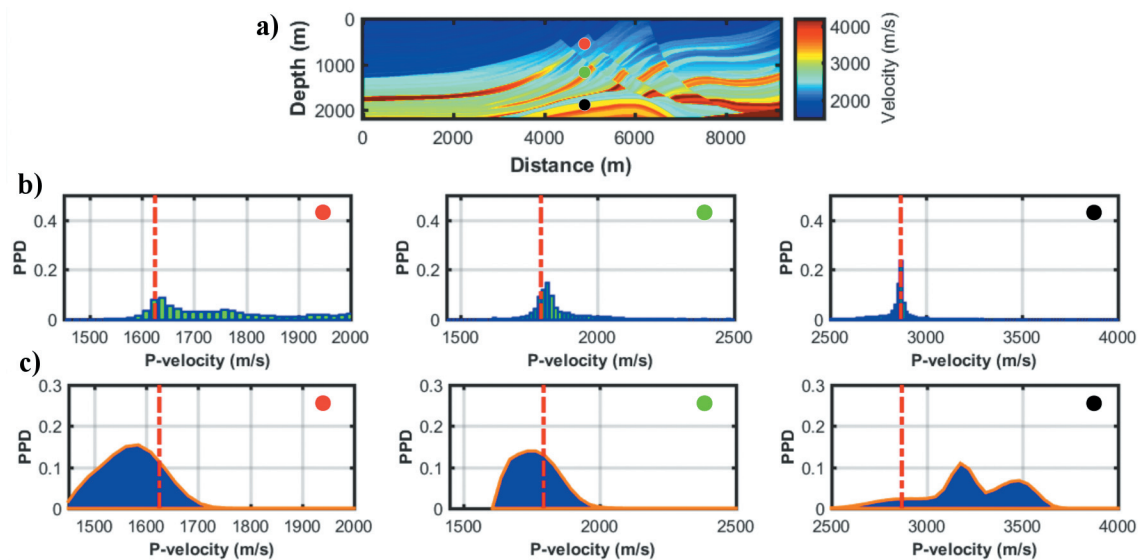 a)
Depth (m)
0
1000
2000
0 2000 4000 6000 8000
Distance (m)
4000
3000
2000
Velocity (m/s)
b)
PPD
0.4
0.2
0
1500 1600 1700 1800 1900 2000
P-velocity (m/s)
PPD
0.4
0.2
0
1500 2000 2500
P-velocity (m/s)
PPD
0.4
0.2
0
2500 3000 3500 4000
P-velocity (m/s)
c)
PPD
0.3
0.2
0.1
0
1500 1600 1700 1800 1900 2000
P-velocity (m/s)
PPD
0.3
0.2
0.1
0
1500 2000 2500
P-velocity (m/s)
PPD
0.3
0.2
0.1
0
2500 3000 3500 4000
P-velocity (m/s)